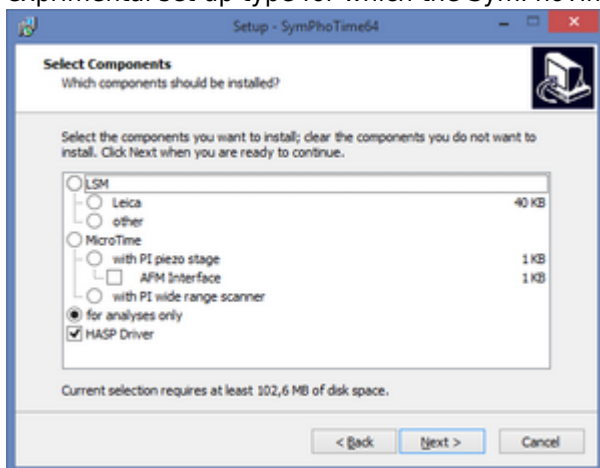 Setup - SymPhoTime64
Select Components
Which components should be installed?
Select the components you want to install; clear the components you do not want to
install. Click Next when you are ready to continue.
LSM
Leica 40 KB
other
MicroTime
with PI piezo stage 1 KB
AFM Interface 1 KB
with PI wide range scanner
for analyses only
HASP Driver
Current selection requires at least 102,6 MB of disk space.
< Back Next > Cancel